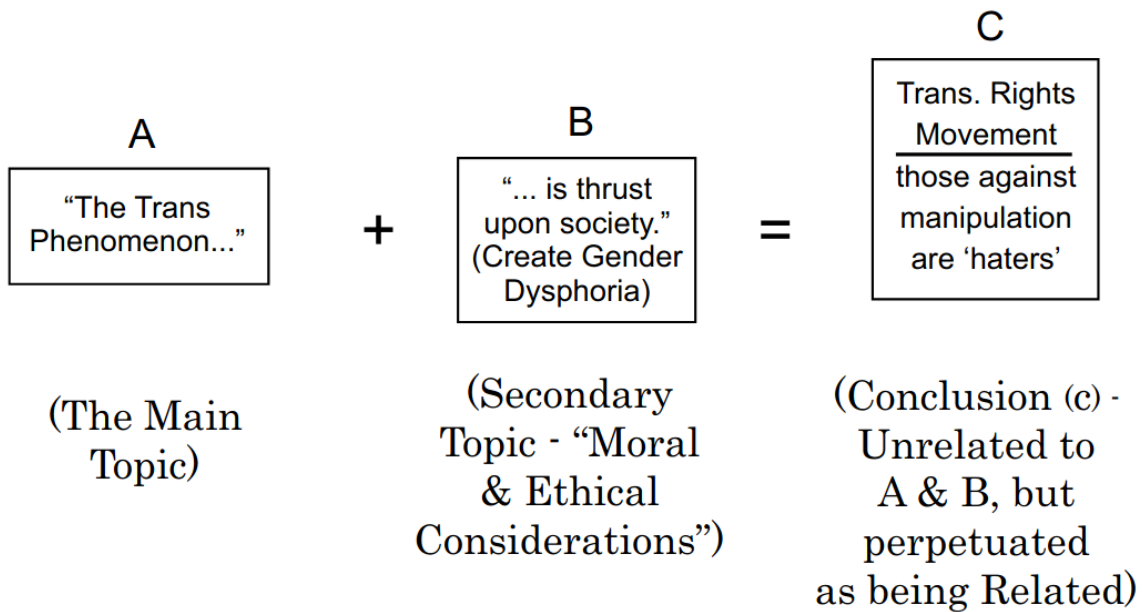 A
“The Trans
Phenomenon...”
(The Main
Topic)
+
B
“... is thrust
upon society.”
(Create Gender
Dysphoria)
(Secondary
Topic - “Moral
& Ethical
Considerations”)
=
C
Trans. Rights
Movement
those against
manipulation
are ‘haters’
(Conclusion (c) -
Unrelated to
A & B, but
perpetuated
as being Related)